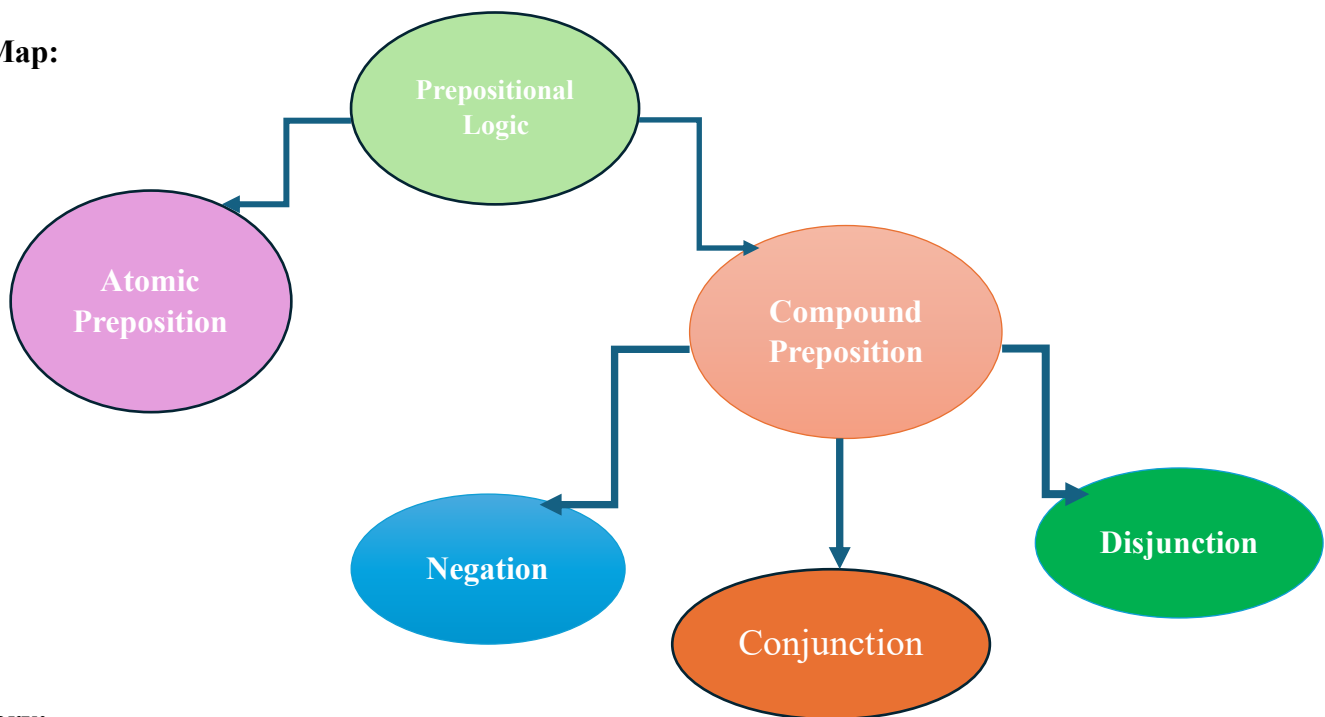 Map:
Prepositional
Logic
Atomic
Preposition
Compound
Preposition
Negation
Conjunction
Disjunction